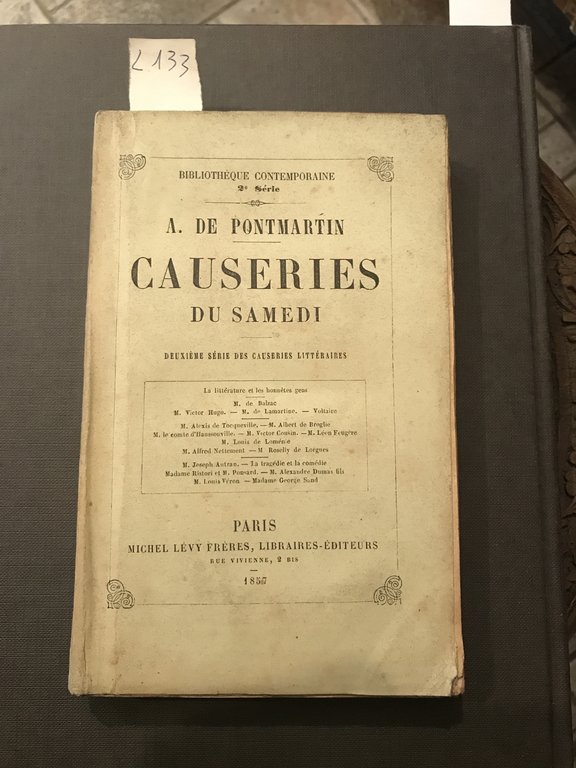 L133
BIBLIOTHÈQUE CONTEMPORAINE
2e Série
A. DE PONTMARTIN
CAUSERIES
DU SAMEDI
DEUXIÈME SÉRIE DES CAUSERIES LITTÉRAIRES
La littérature et les honnêtes gens
M. de Balzac
M. Victor Hugo. — M. de Lamartine. — Voltaire
M. Alexis de Tocqueville. — M. Albert de Broglie
M. le comte d'Haussonville. — M. Victor Cousin. — M. Léon Feugère
M. Louis de Loménie
M. Alfred Nettement — M Roselly de Lorgues
M. Joseph Autran. — La tragédie et la comédie
Madame Ristori et M. Ponsard. — M. Alexandre Dumas fils
M. Louis Véron. — Madame George Sand
PARIS
MICHEL LÉVY FRÈRES, LIBRAIRES-ÉDITEURS
RUE VIVIENNE, 2 BIS
1857